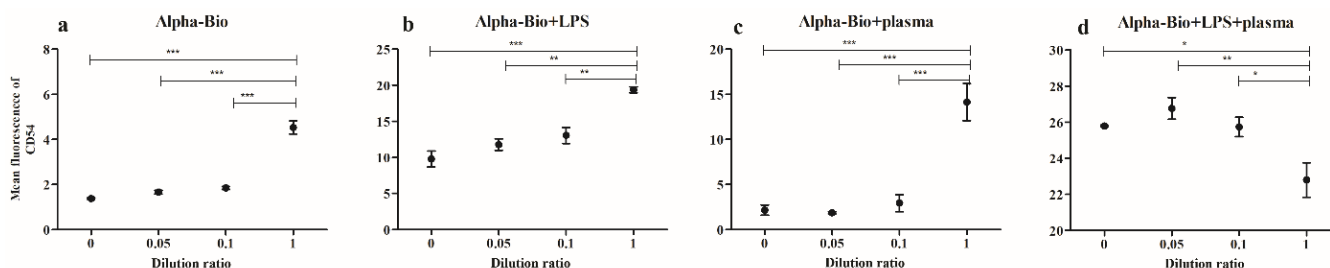 a
Alpha-Bio
Mean fluorescencec of
CD54
8
6
4
2
0
***
***
***
0 0.05 0.1 1
Dilution ratio
b
Alpha-Bio+LPS
25
20
15
10
5
0
***
**
**
0 0.05 0.1 1
Dilution ratio
c
Alpha-Bio+plasma
20
15
10
5
0
***
***
***
0 0.05 0.1 1
Dilution ratio
d
Alpha-Bio+LPS+plasma
30
28
26
24
22
20
*
**
*
0 0.05 0.1 1
Dilution ratio